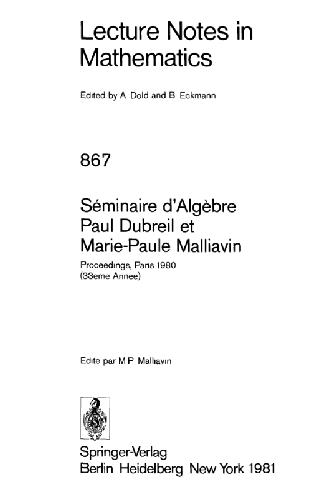 Lecture Notes in
Mathematics
Edited by A. Dold and B. Eckmann
867
Séminaire d'Algèbre
Paul Dubreil et
Marie-Paule Malliavin
Proceedings, Paris 1980
(33ème Année)
Edité par M.P. Malliavin
Springer-Verlag
Berlin Heidelberg New York 1981